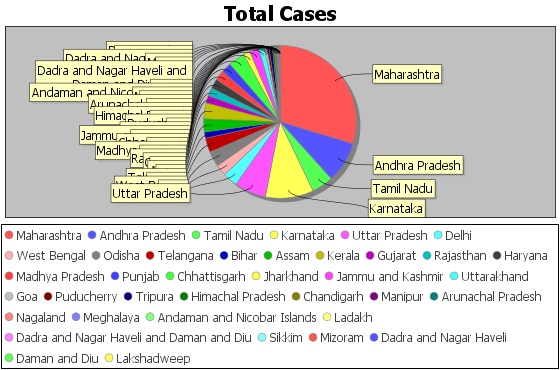 Total Cases
Maharashtra
Dadra and Nagar Haveli and
Andaman and Nico
Arunachal
Himachal
Jammu
Madhya
Uttar Pradesh
Andhra Pradesh
Tamil Nadu
Karnataka
Maharashtra Andhra Pradesh Tamil Nadu Karnataka Uttar Pradesh Delhi
West Bengal Odisha Telangana Bihar Assam Kerala Gujarat Rajasthan Haryana
Madhya Pradesh Punjab Chhattisgarh Jharkhand Jammu and Kashmir Uttarakhand
Goa Puducherry Tripura Himachal Pradesh Chandigarh Manipur Arunachal Pradesh
Nagaland Meghalaya Andaman and Nicobar Islands Ladakh
Dadra and Nagar Haveli and Daman and Diu Sikkim Mizoram Dadra and Nagar Haveli
Daman and Diu Lakshadweep